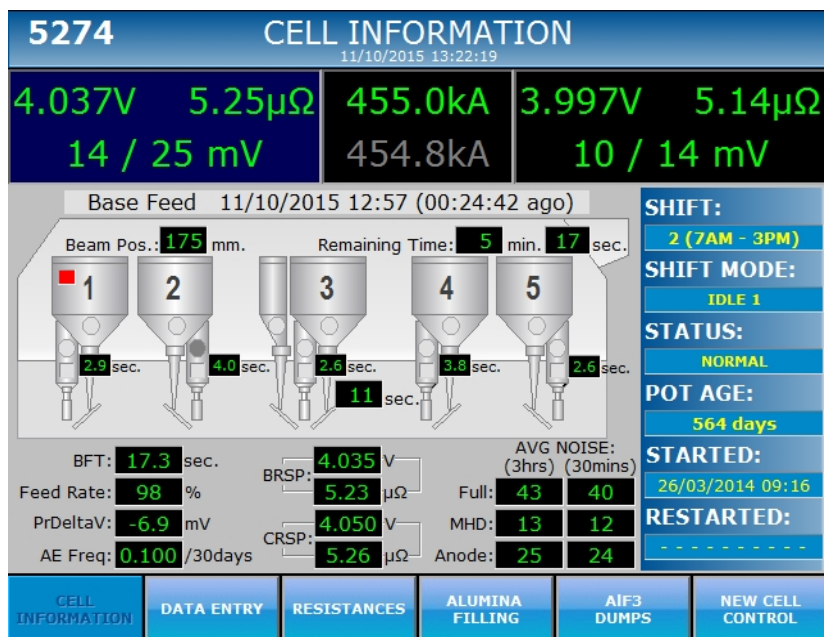 5274 CELL INFORMATION
11/10/2015 13:22:19
4.037V 5.25µΩ 455.0kA 3.997V 5.14µΩ
14 / 25 mV 454.8kA 10 / 14 mV
Base Feed 11/10/2015 12:57 (00:24:42 ago)
Beam Pos.: 175 mm. Remaining Time: 5 min. 17 sec.
1 2 3 4 5
2.9 sec. 4.0 sec. 2.6 sec. 3.8 sec. 2.6 sec.
11 sec.
BFT: 17.3 sec.
Feed Rate: 98 %
PrDeltaV: -6.9 mV
AE Freq: 0.100 /30days
BRSP: 4.035 V
5.23 µΩ
CRSP: 4.050 V
5.26 µΩ
AVG NOISE:
(3hrs) (30mins)
Full: 43 40
MHD: 13 12
Anode: 25 24
SHIFT:
2 (7AM - 3PM)
SHIFT MODE:
IDLE 1
STATUS:
NORMAL
POT AGE:
564 days
STARTED:
26/03/2014 09:16
RESTARTED:
- - - - - - - - - -
CELL INFORMATION
DATA ENTRY
RESISTANCES
ALUMINA FILLING
AlF3 DUMPS
NEW CELL CONTROL